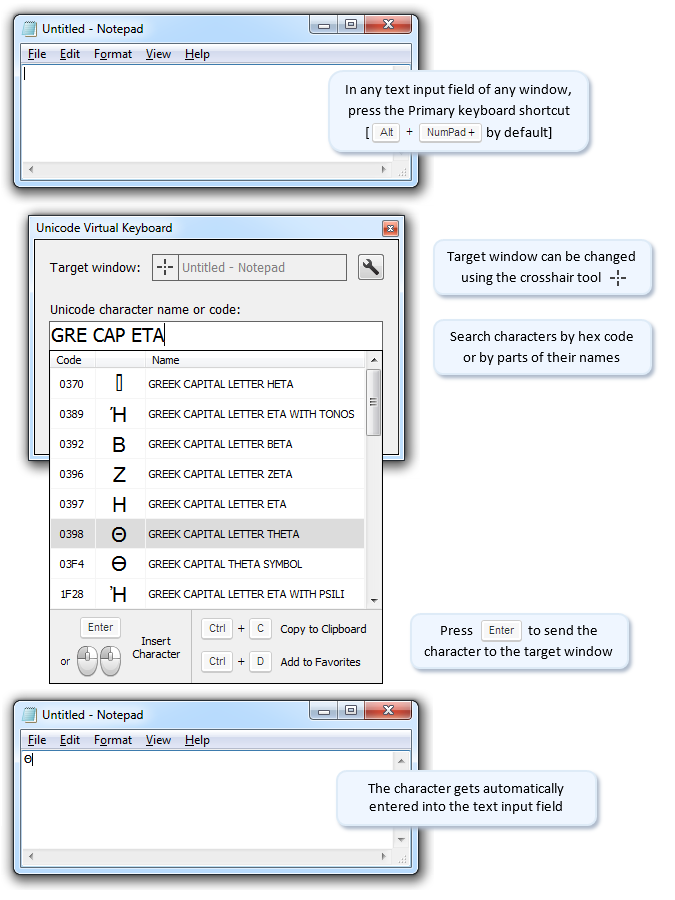 Untitled - Notepad
File Edit Format View Help
In any text input field of any window,
press the Primary keyboard shortcut
[ Alt + NumPad + by default]
Unicode Virtual Keyboard
Target window: Untitled - Notepad
Target window can be changed
using the crosshair tool
Unicode character name or code:
GRE CAP ETA
Search characters by hex code
or by parts of their names
Code Name
0370 GREEK CAPITAL LETTER HETA
0389 Ή GREEK CAPITAL LETTER ETA WITH TONOS
0392 Β GREEK CAPITAL LETTER BETA
0396 Ζ GREEK CAPITAL LETTER ZETA
0397 Η GREEK CAPITAL LETTER ETA
0398 Θ GREEK CAPITAL LETTER THETA
03F4 ϴ GREEK CAPITAL THETA SYMBOL
1F28 Ἠ GREEK CAPITAL LETTER ETA WITH PSILI
Enter
or
Insert
Character
Ctrl + C Copy to Clipboard
Ctrl + D Add to Favorites
Press Enter to send the
character to the target window
Untitled - Notepad
File Edit Format View Help
Θ
The character gets automatically
entered into the text input field